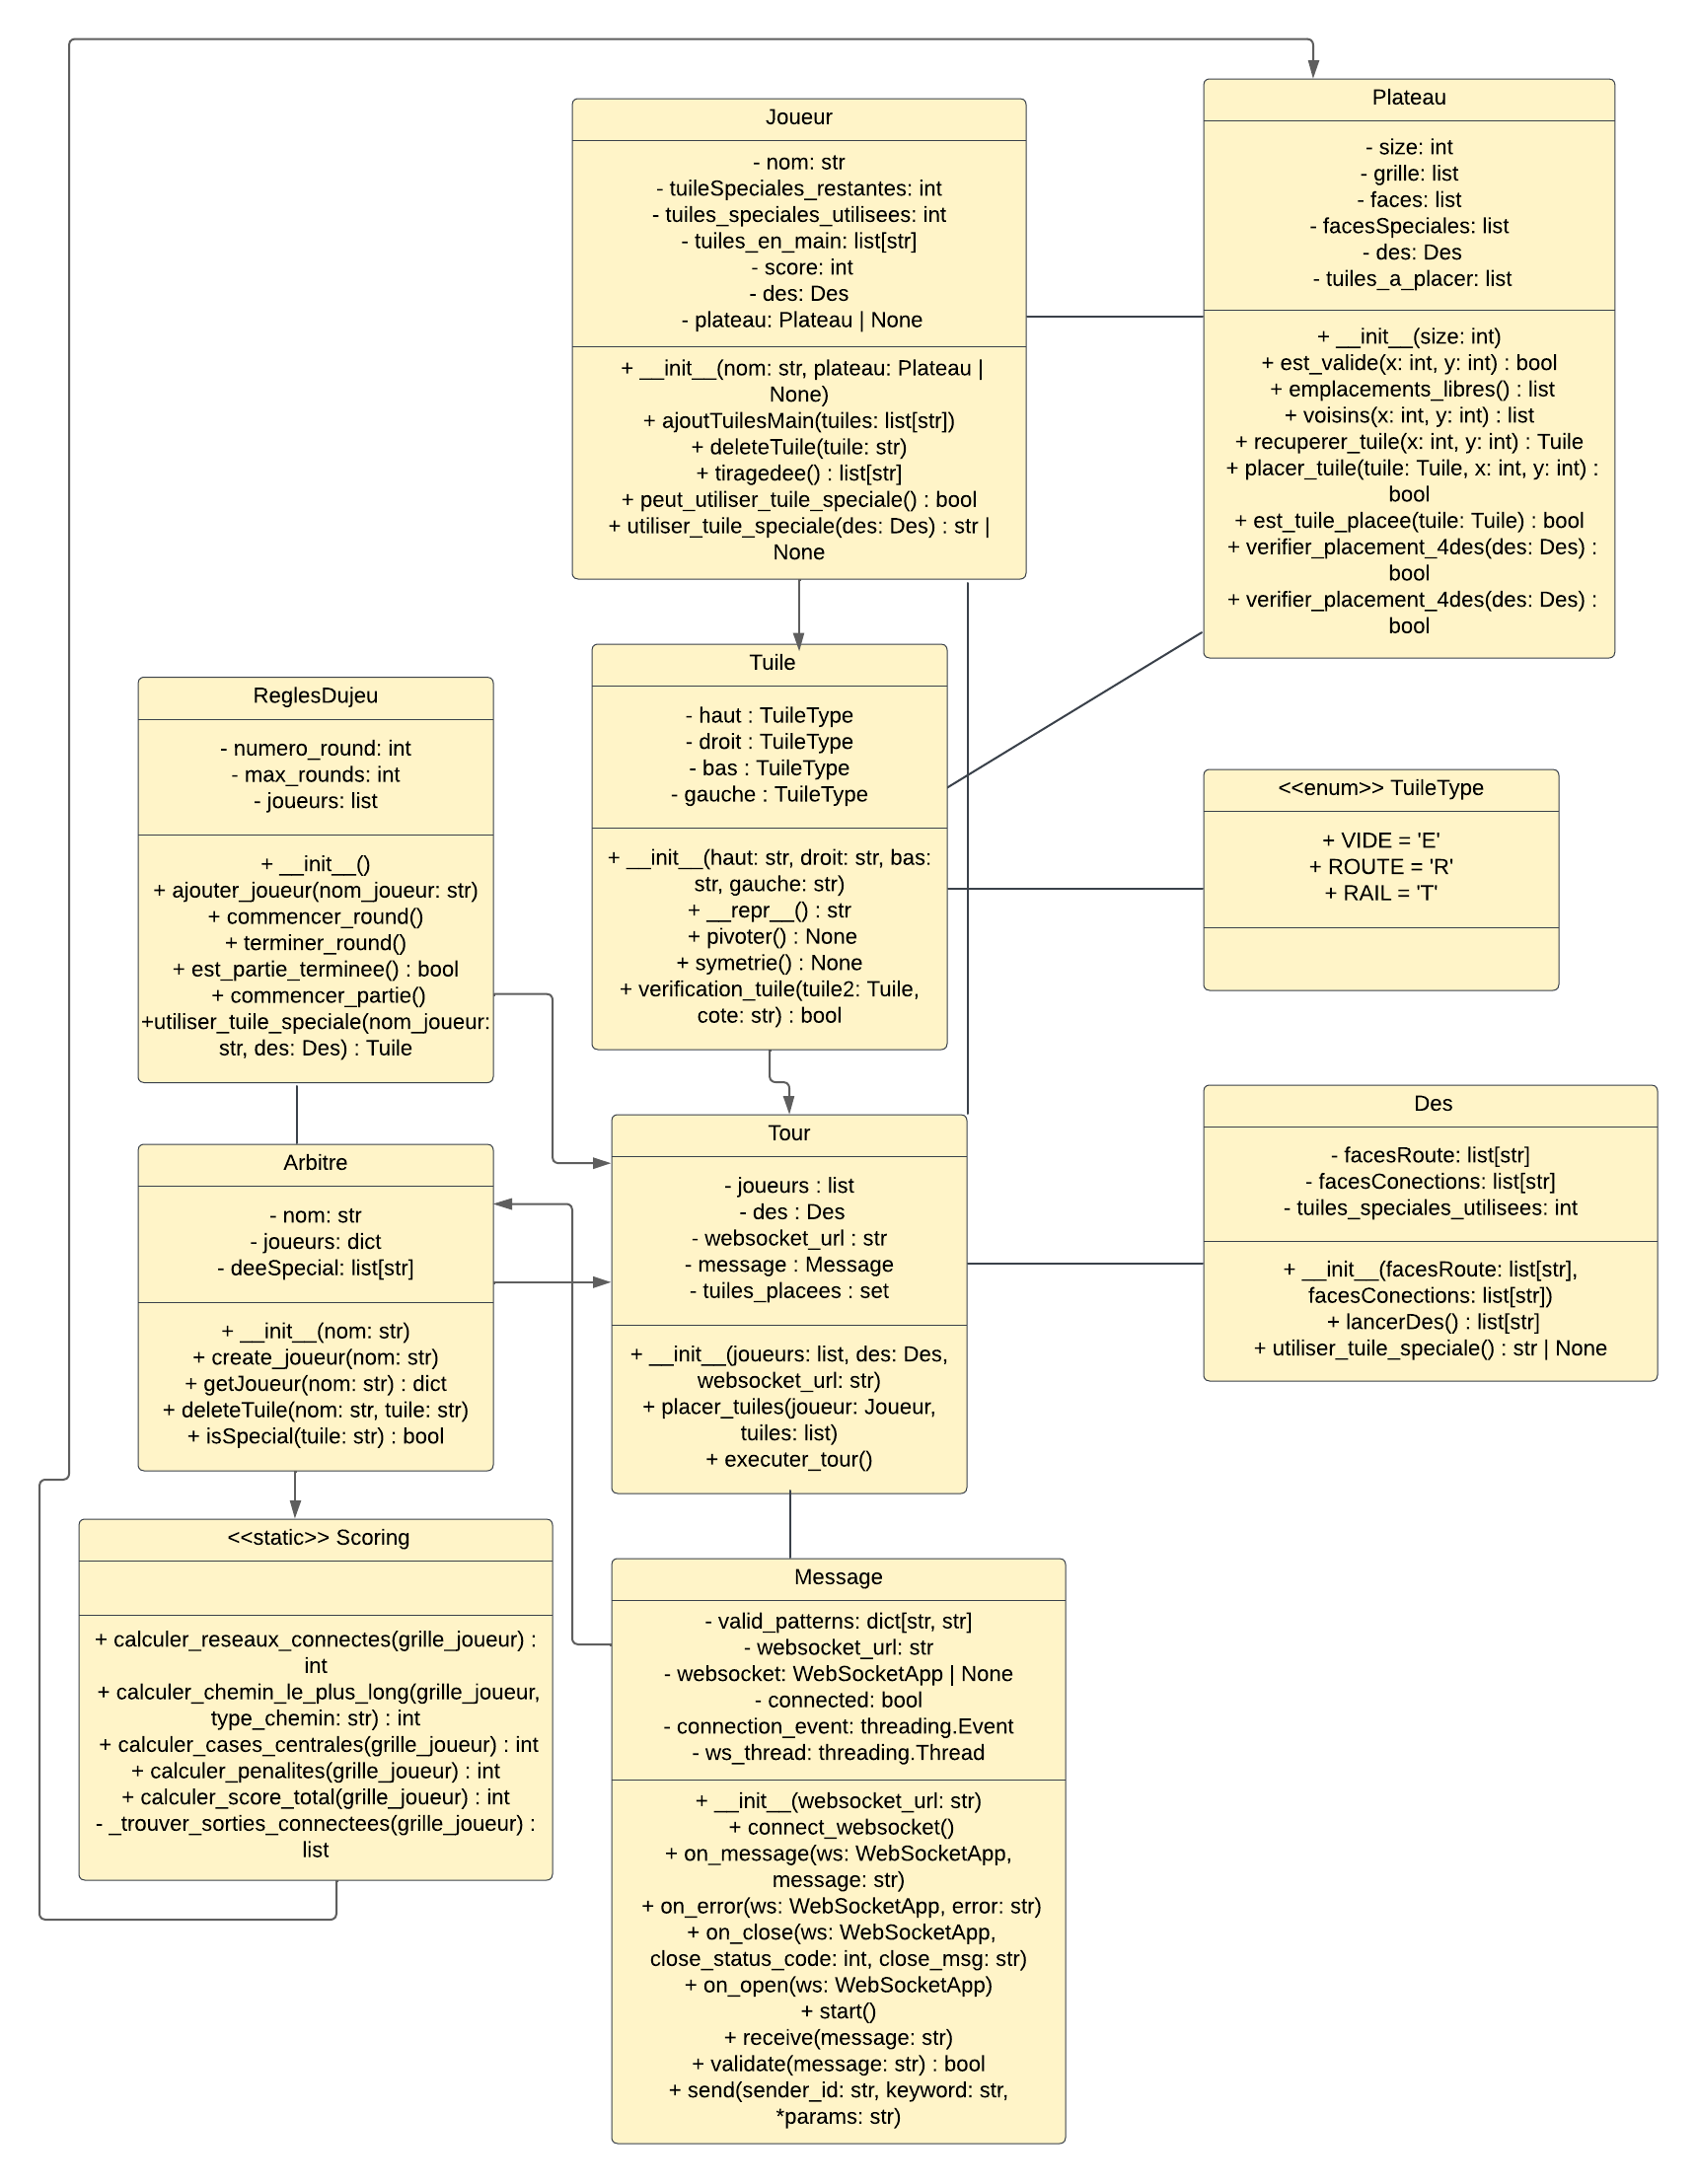 Joueur
- nom: str
- tuileSpeciales_restantes: int
- tuiles_speciales_utilisees: int
- tuiles_en_main: list[str]
- score: int
- des: Des
- plateau: Plateau | None
+ __init__(nom: str, plateau: Plateau |
None)
+ ajoutTuilesMain(tuiles: list[str])
+ deleteTuile(tuile: str)
+ tiragedee() : list[str]
+ peut_utiliser_tuile_speciale() : bool
+ utiliser_tuile_speciale(des: Des) : str |
None
Plateau
- size: int
- grille: list
- faces: list
- facesSpeciales: list
- des: Des
- tuiles_a_placer: list
+ __init__(size: int)
+ est_valide(x: int, y: int) : bool
+ emplacements_libres() : list
+ voisins(x: int, y: int) : list
+ recuperer_tuile(x: int, y: int) : Tuile
+ placer_tuile(tuile: Tuile, x: int, y: int) :
bool
+ est_tuile_placee(tuile: Tuile) : bool
+ verifier_placement_4des(des: Des) :
bool
+ verifier_placement_4des(des: Des) :
bool
ReglesDujeu
- numero_round: int
- max_rounds: int
- joueurs: list
+ __init__()
+ ajouter_joueur(nom_joueur: str)
+ commencer_round()
+ terminer_round()
+ est_partie_terminee() : bool
+ commencer_partie()
+utiliser_tuile_speciale(nom_joueur:
str, des: Des) : Tuile
Tuile
- haut : TuileType
- droit : TuileType
- bas : TuileType
- gauche : TuileType
+ __init__(haut: str, droit: str, bas:
str, gauche: str)
+ __repr__() : str
+ pivoter() : None
+ symetrie() : None
+ verification_tuile(tuile2: Tuile,
cote: str) : bool
<<enum>> TuileType
+ VIDE = 'E'
+ ROUTE = 'R'
+ RAIL = 'T'
Arbitre
- nom: str
- joueurs: dict
- deeSpecial: list[str]
+ __init__(nom: str)
+ create_joueur(nom: str)
+ getJoueur(nom: str) : dict
+ deleteTuile(nom: str, tuile: str)
+ isSpecial(tuile: str) : bool
Tour
- joueurs : list
- des : Des
- websocket_url : str
- message : Message
- tuiles_placees : set
+ __init__(joueurs: list, des: Des,
websocket_url: str)
+ placer_tuiles(joueur: Joueur,
tuiles: list)
+ executer_tour()
Des
- facesRoute: list[str]
- facesConections: list[str]
- tuiles_speciales_utilisees: int
+ __init__(facesRoute: list[str],
facesConections: list[str])
+ lancerDes() : list[str]
+ utiliser_tuile_speciale() : str | None
<<static>> Scoring
+ calculer_reseaux_connectes(grille_joueur) :
int
+ calculer_chemin_le_plus_long(grille_joueur,
type_chemin: str) : int
+ calculer_cases_centrales(grille_joueur) : int
+ calculer_penalites(grille_joueur) : int
+ calculer_score_total(grille_joueur) : int
- _trouver_sorties_connectees(grille_joueur) :
list
Message
- valid_patterns: dict[str, str]
- websocket_url: str
- websocket: WebSocketApp | None
- connected: bool
- connection_event: threading.Event
- ws_thread: threading.Thread
+ __init__(websocket_url: str)
+ connect_websocket()
+ on_message(ws: WebSocketApp,
message: str)
+ on_error(ws: WebSocketApp, error: str)
+ on_close(ws: WebSocketApp,
close_status_code: int, close_msg: str)
+ on_open(ws: WebSocketApp)
+ start()
+ receive(message: str)
+ validate(message: str) : bool
+ send(sender_id: str, keyword: str,
*params: str)